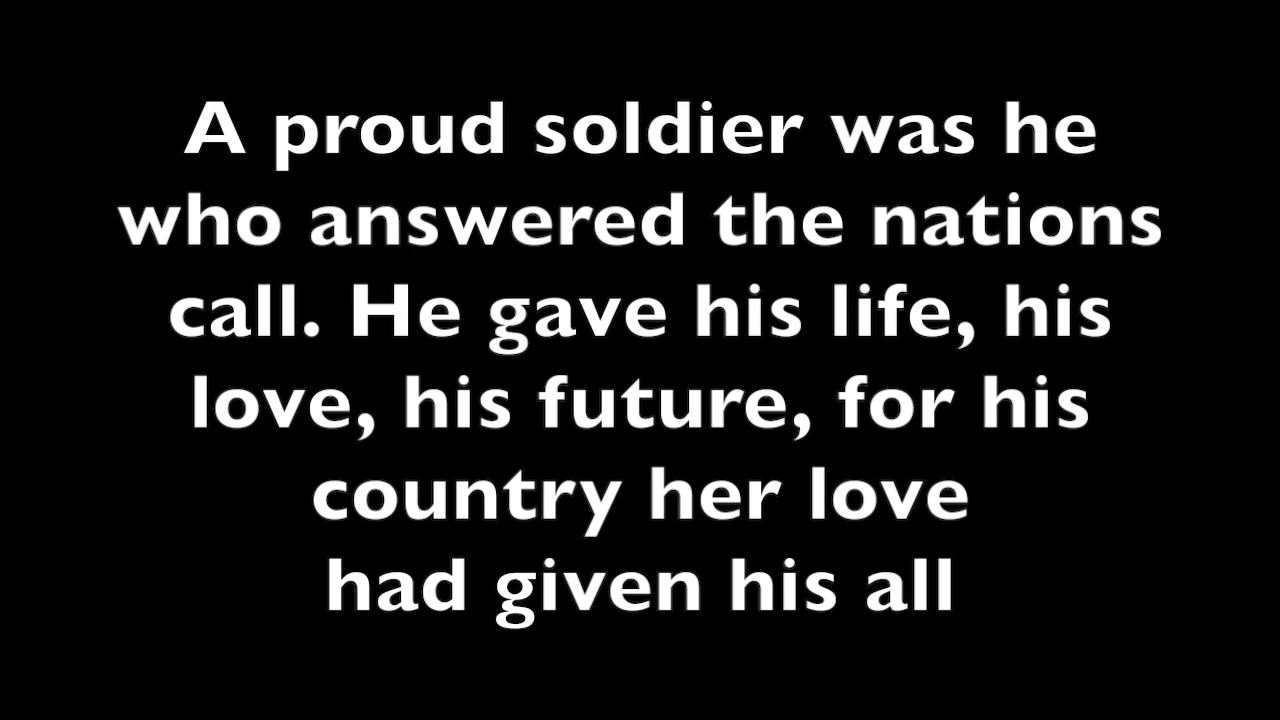 A proud soldier was he
who answered the nations
call. He gave his life, his
love, his future, for his
country her love
had given his all